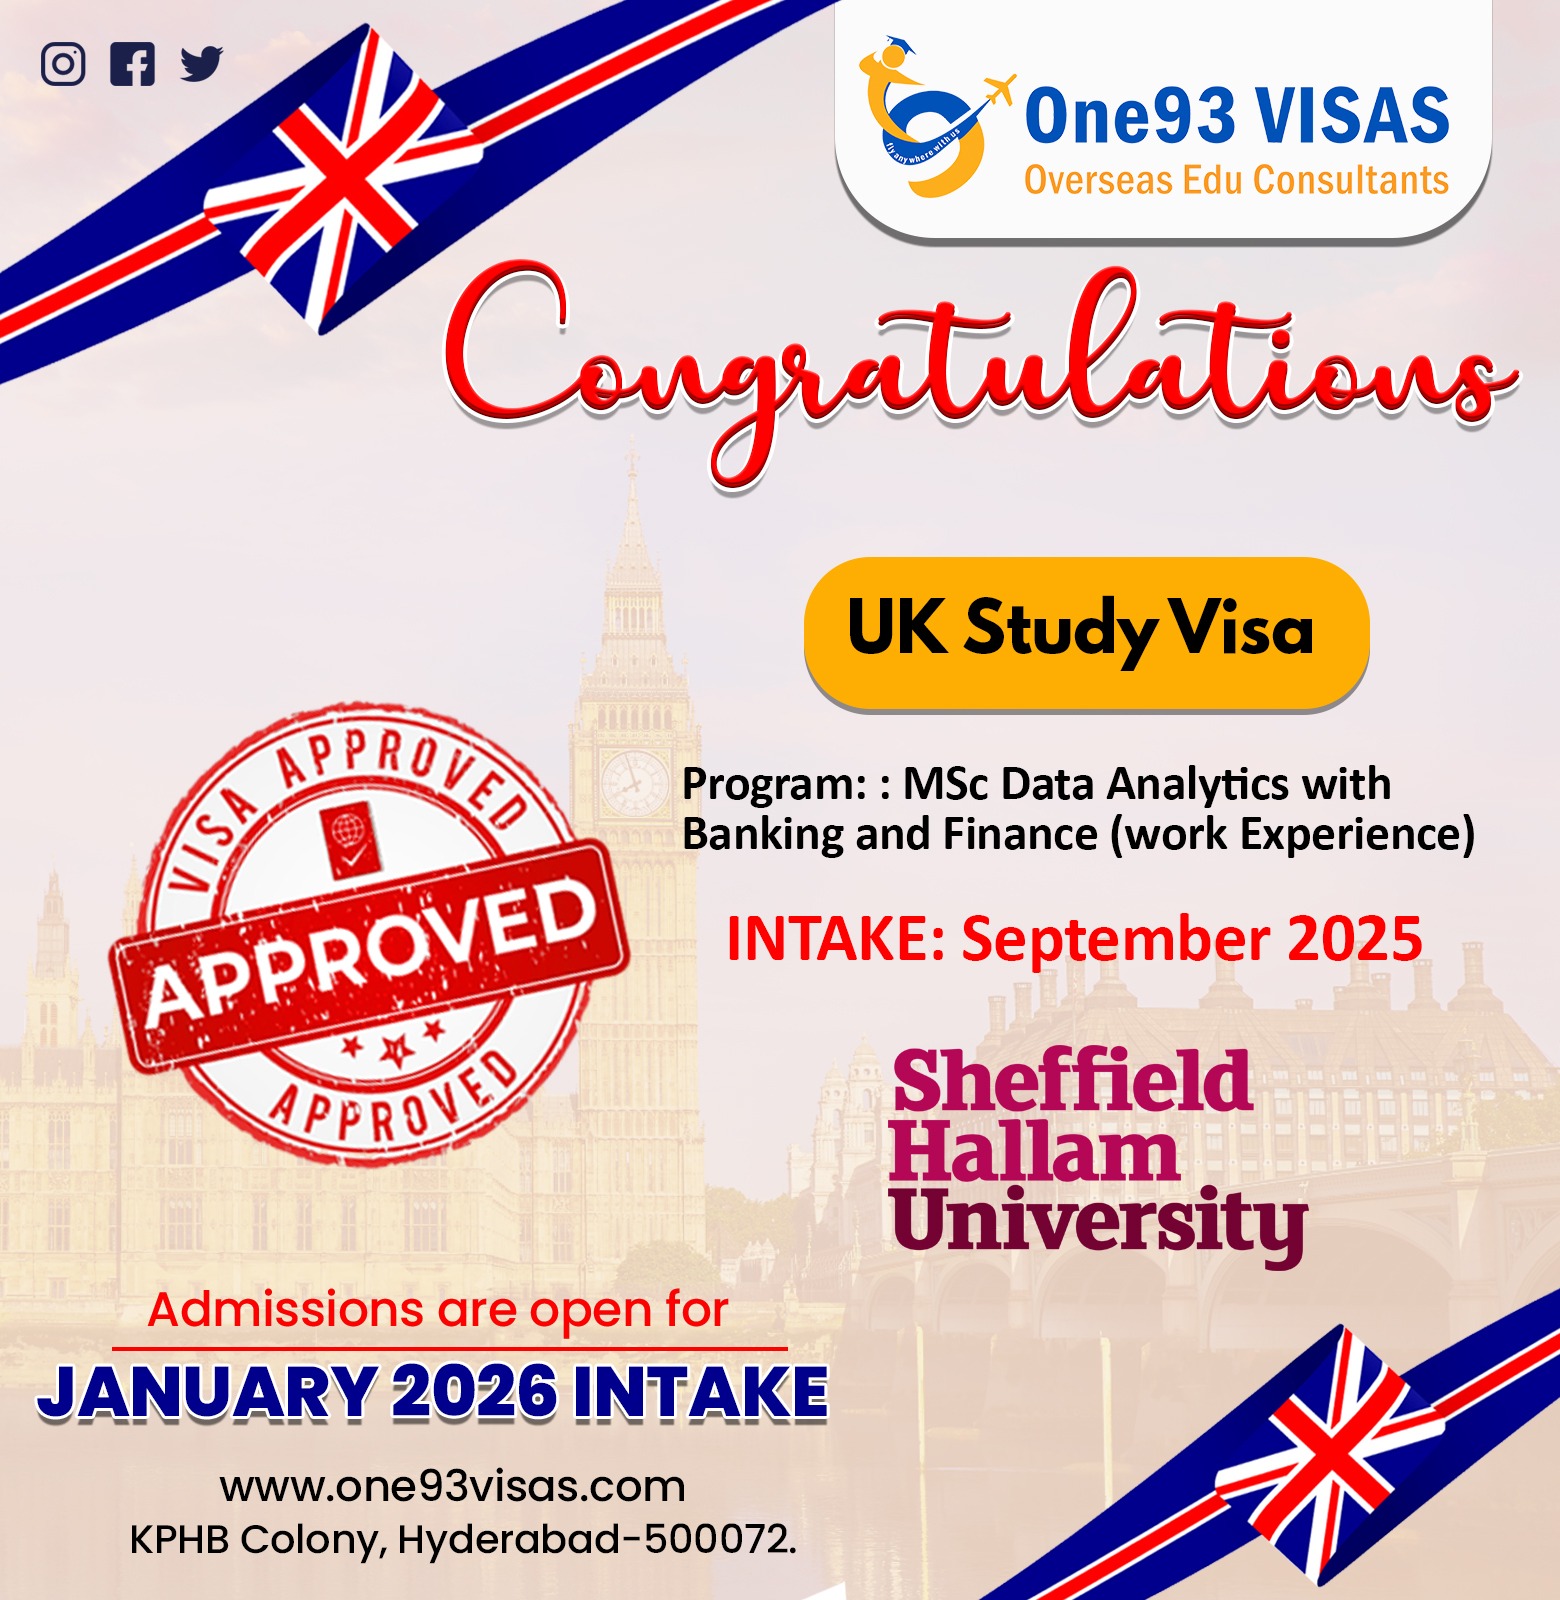 One93 VISAS
Overseas Edu Consultants
fly anywhere with us
Congratulations
UK Study Visa
Program: : MSc Data Analytics with
Banking and Finance (work Experience)
INTAKE: September 2025
VISA APPROVED
APPROVED
APPROVED
Sheffield
Hallam
University
Admissions are open for
JANUARY 2026 INTAKE
www.one93visas.com
KPHB Colony, Hyderabad-500072.